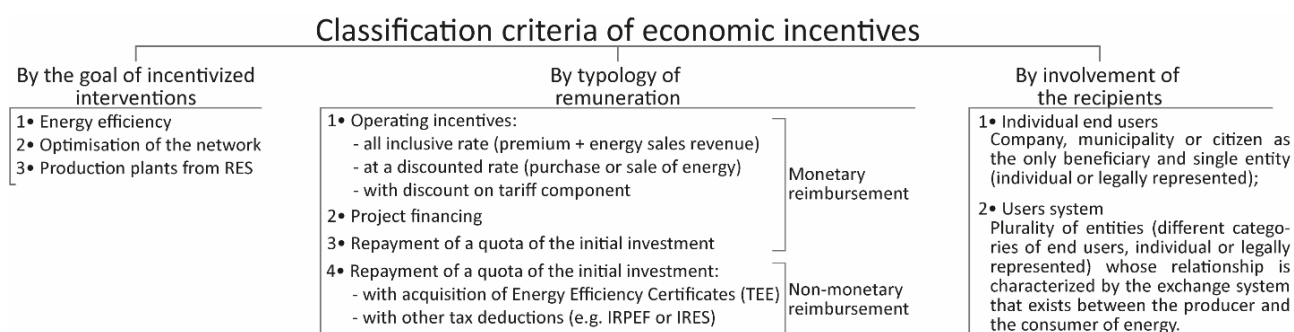 Classification criteria of economic incentives
By the goal of incentivized
interventions
1• Energy efficiency
2• Optimisation of the network
3• Production plants from RES
By typology of
remuneration
1• Operating incentives:
- all inclusive rate (premium + energy sales revenue)
- at a discounted rate (purchase or sale of energy)
- with discount on tariff component
2• Project financing
3• Repayment of a quota of the initial investment
Monetary
reimbursement
4• Repayment of a quota of the initial investment:
- with acquisition of Energy Efficiency Certificates (TEE)
- with other tax deductions (e.g. IRPEF or IRES)
Non-monetary
reimbursement
By involvement of
the recipients
1• Individual end users
Company, municipality or citizen as
the only beneficiary and single entity
(individual or legally represented);
2• Users system
Plurality of entities (different catego-
ries of end users, individual or legally
represented) whose relationship is
characterized by the exchange system
that exists between the producer and
the consumer of energy.